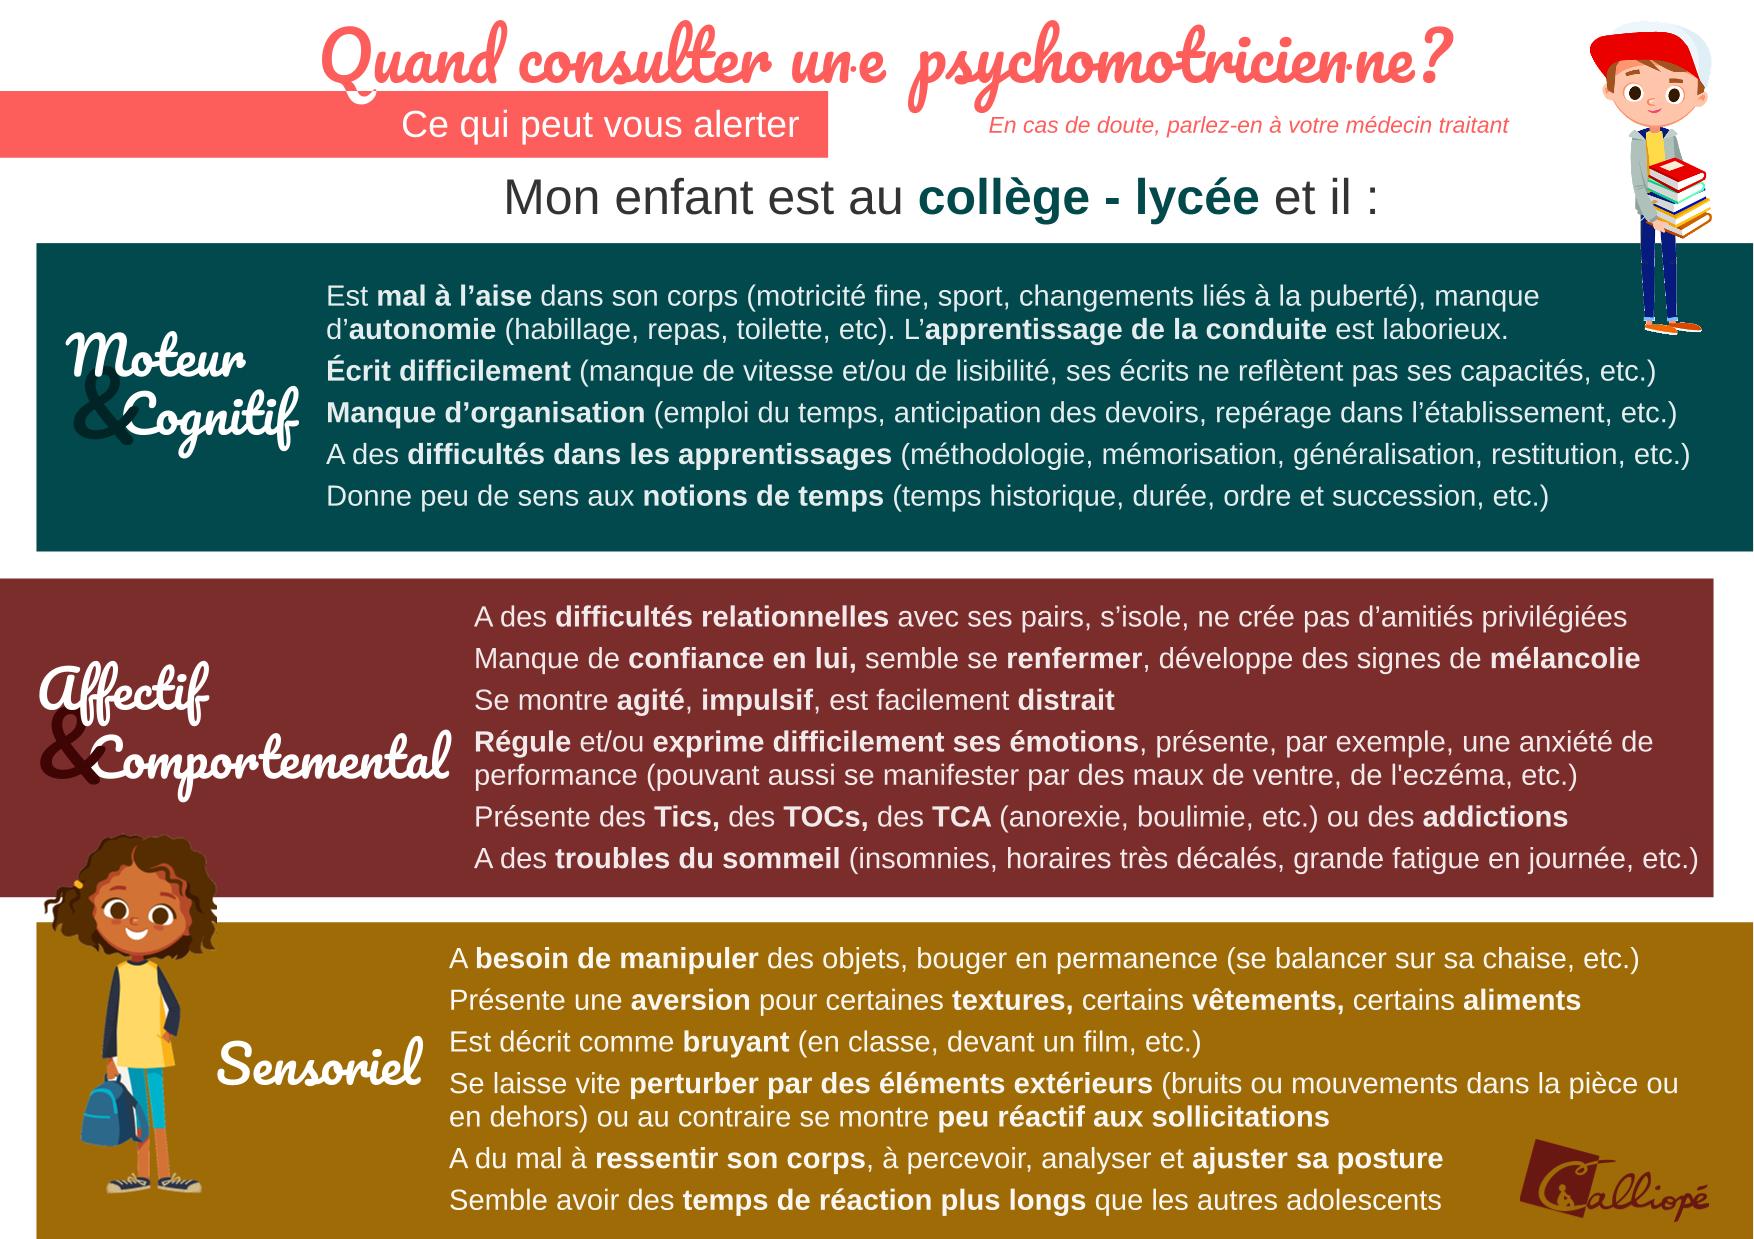 Quand consulter un·e psychomotricien·ne?
Ce qui peut vous alerter
En cas de doute, parlez-en à votre médecin traitant
Mon enfant est au collège - lycée et il :
Moteur
&
Cognitif
Est mal à l’aise dans son corps (motricité fine, sport, changements liés à la puberté), manque
d’autonomie (habillage, repas, toilette, etc). L’apprentissage de la conduite est laborieux.
Écrit difficilement (manque de vitesse et/ou de lisibilité, ses écrits ne reflètent pas ses capacités, etc.)
Manque d’organisation (emploi du temps, anticipation des devoirs, repérage dans l’établissement, etc.)
A des difficultés dans les apprentissages (méthodologie, mémorisation, généralisation, restitution, etc.)
Donne peu de sens aux notions de temps (temps historique, durée, ordre et succession, etc.)
Affectif
&
Comportemental
A des difficultés relationnelles avec ses pairs, s’isole, ne crée pas d’amitiés privilégiées
Manque de confiance en lui, semble se renfermer, développe des signes de mélancolie
Se montre agité, impulsif, est facilement distrait
Régule et/ou exprime difficilement ses émotions, présente, par exemple, une anxiété de
performance (pouvant aussi se manifester par des maux de ventre, de l'eczéma, etc.)
Présente des Tics, des TOCs, des TCA (anorexie, boulimie, etc.) ou des addictions
A des troubles du sommeil (insomnies, horaires très décalés, grande fatigue en journée, etc.)
Sensoriel
A besoin de manipuler des objets, bouger en permanence (se balancer sur sa chaise, etc.)
Présente une aversion pour certaines textures, certains vêtements, certains aliments
Est décrit comme bruyant (en classe, devant un film, etc.)
Se laisse vite perturber par des éléments extérieurs (bruits ou mouvements dans la pièce ou
en dehors) ou au contraire se montre peu réactif aux sollicitations
A du mal à ressentir son corps, à percevoir, analyser et ajuster sa posture
Semble avoir des temps de réaction plus longs que les autres adolescents
Calliopé